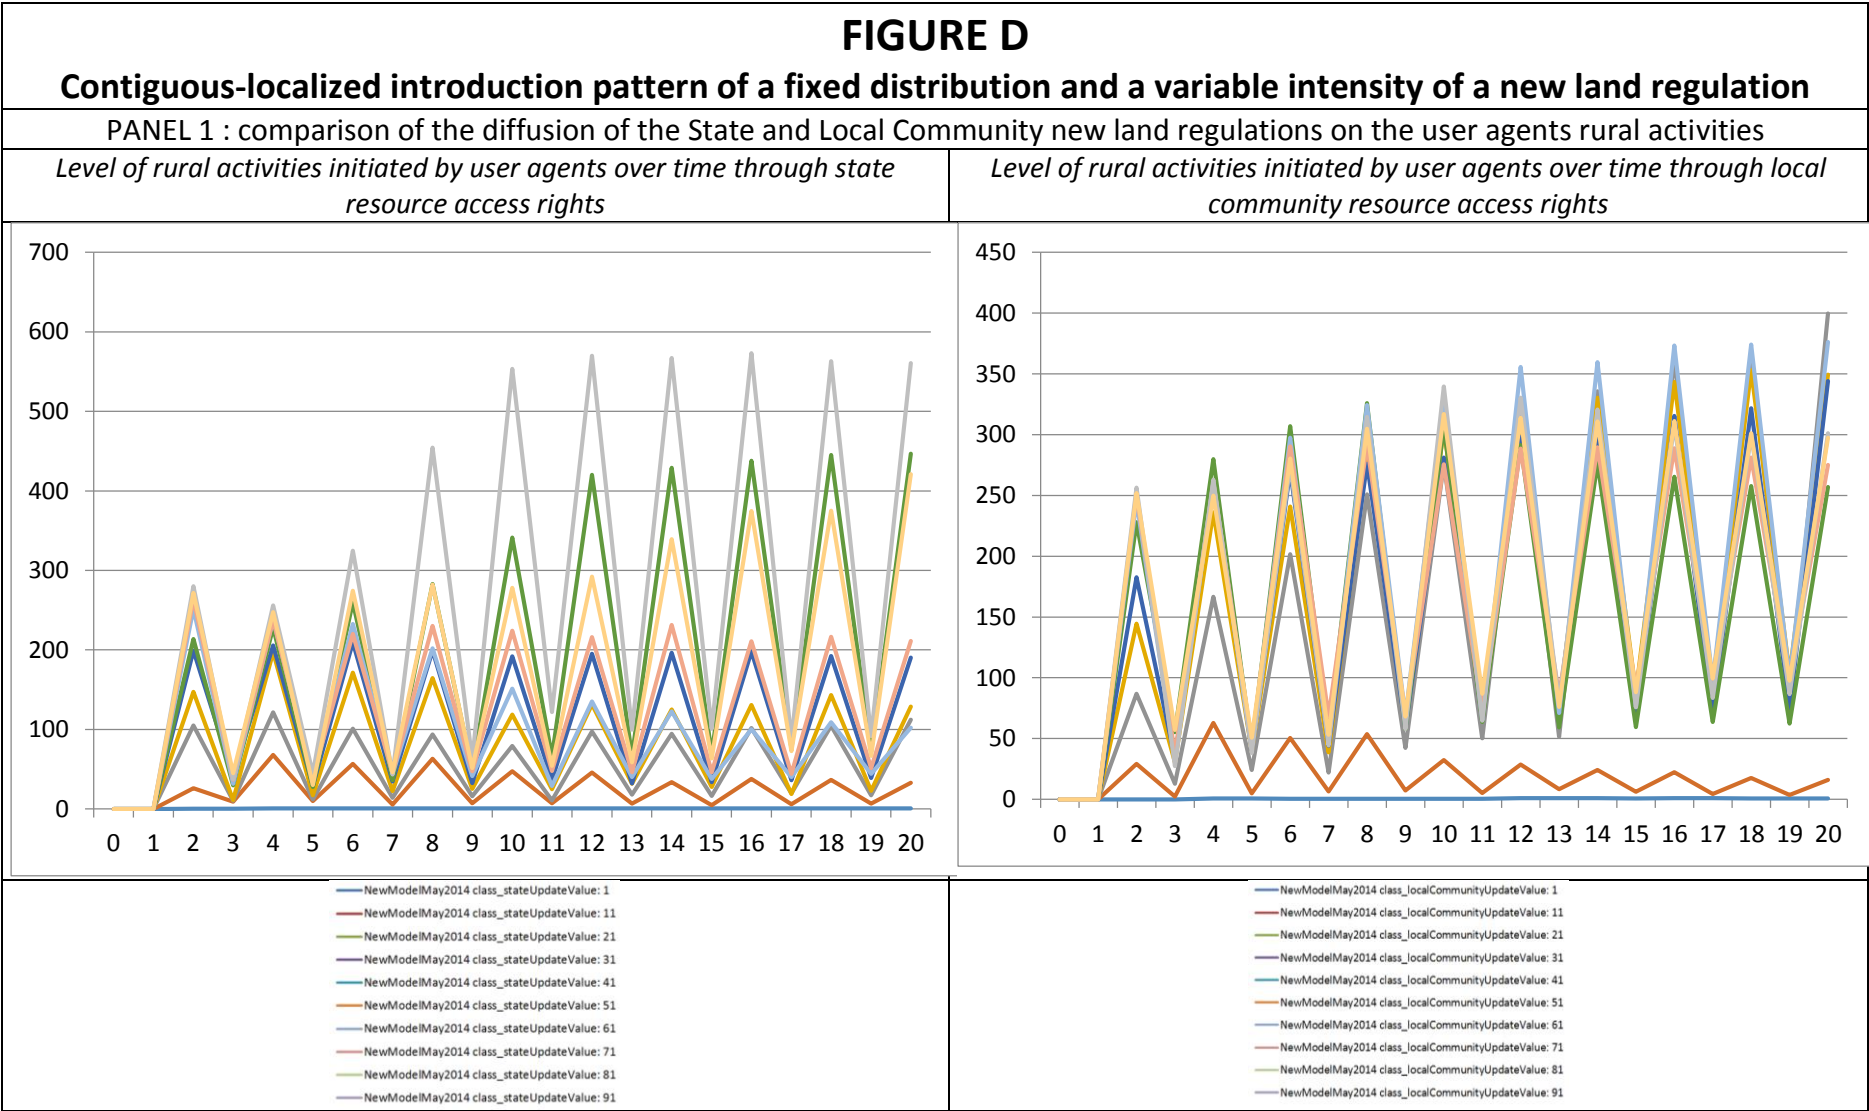 FIGURE D
Contiguous-localized introduction pattern of a fixed distribution and a variable intensity of a new land regulation
PANEL 1 : comparison of the diffusion of the State and Local Community new land regulations on the user agents rural activities
Level of rural activities initiated by user agents over time through state
resource access rights
Level of rural activities initiated by user agents over time through local
community resource access rights
700
600
500
400
300
200
100
0
0 1 2 3 4 5 6 7 8 9 10 11 12 13 14 15 16 17 18 19 20
450
400
350
300
250
200
150
100
50
0
0 1 2 3 4 5 6 7 8 9 10 11 12 13 14 15 16 17 18 19 20
NewModelMay2014 class_stateUpdateValue: 1
NewModelMay2014 class_stateUpdateValue: 11
NewModelMay2014 class_stateUpdateValue: 21
NewModelMay2014 class_stateUpdateValue: 31
NewModelMay2014 class_stateUpdateValue: 41
NewModelMay2014 class_stateUpdateValue: 51
NewModelMay2014 class_stateUpdateValue: 61
NewModelMay2014 class_stateUpdateValue: 71
NewModelMay2014 class_stateUpdateValue: 81
NewModelMay2014 class_stateUpdateValue: 91
NewModelMay2014 class_localCommunityUpdateValue: 1
NewModelMay2014 class_localCommunityUpdateValue: 11
NewModelMay2014 class_localCommunityUpdateValue: 21
NewModelMay2014 class_localCommunityUpdateValue: 31
NewModelMay2014 class_localCommunityUpdateValue: 41
NewModelMay2014 class_localCommunityUpdateValue: 51
NewModelMay2014 class_localCommunityUpdateValue: 61
NewModelMay2014 class_localCommunityUpdateValue: 71
NewModelMay2014 class_localCommunityUpdateValue: 81
NewModelMay2014 class_localCommunityUpdateValue: 91